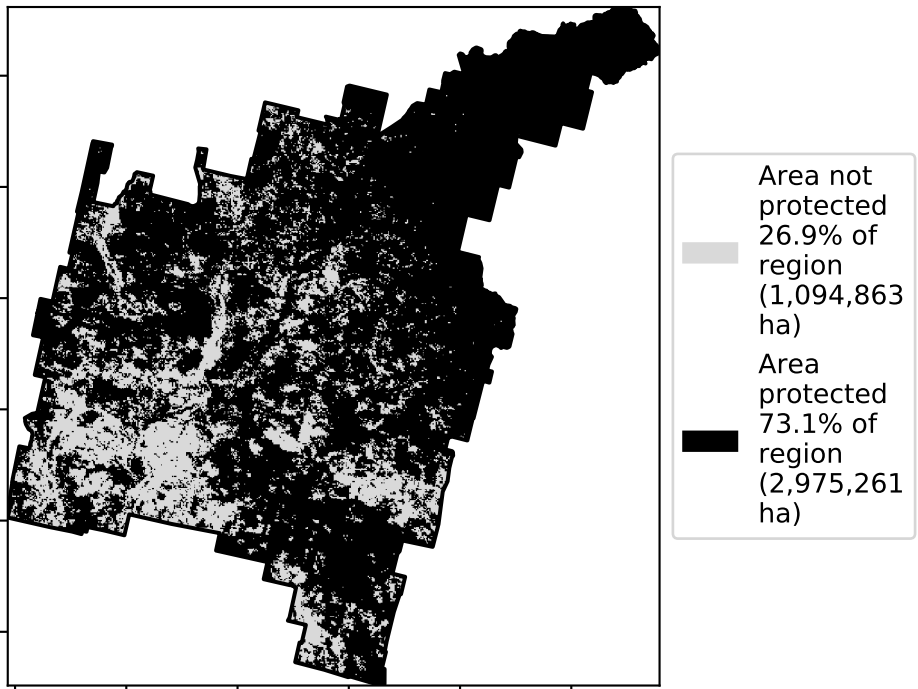 Area not
protected
26.9% of
region
(1,094,863
ha)
Area
protected
73.1% of
region
(2,975,261
ha)